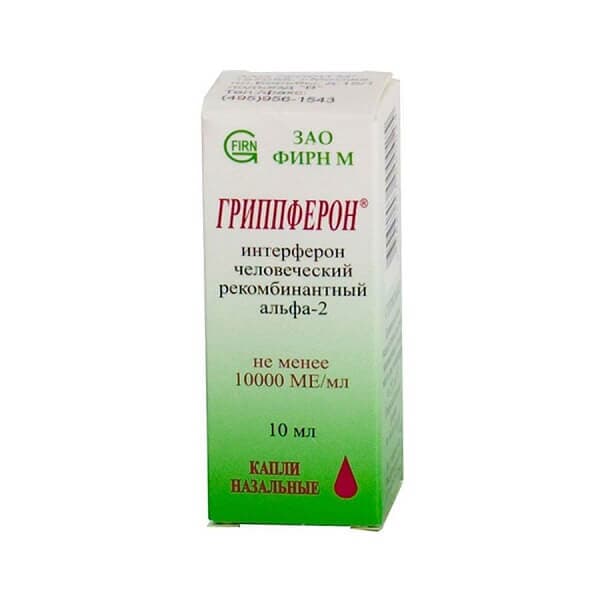 (495)956-1543
FIRN
ЗАО
ФИРН М
ГРИППФЕРОН®
интерферон
человеческий
рекомбинантный
альфа-2
не менее
10000 МЕ/мл
10 мл
КАПЛИ
НАЗАЛЬНЫЕ